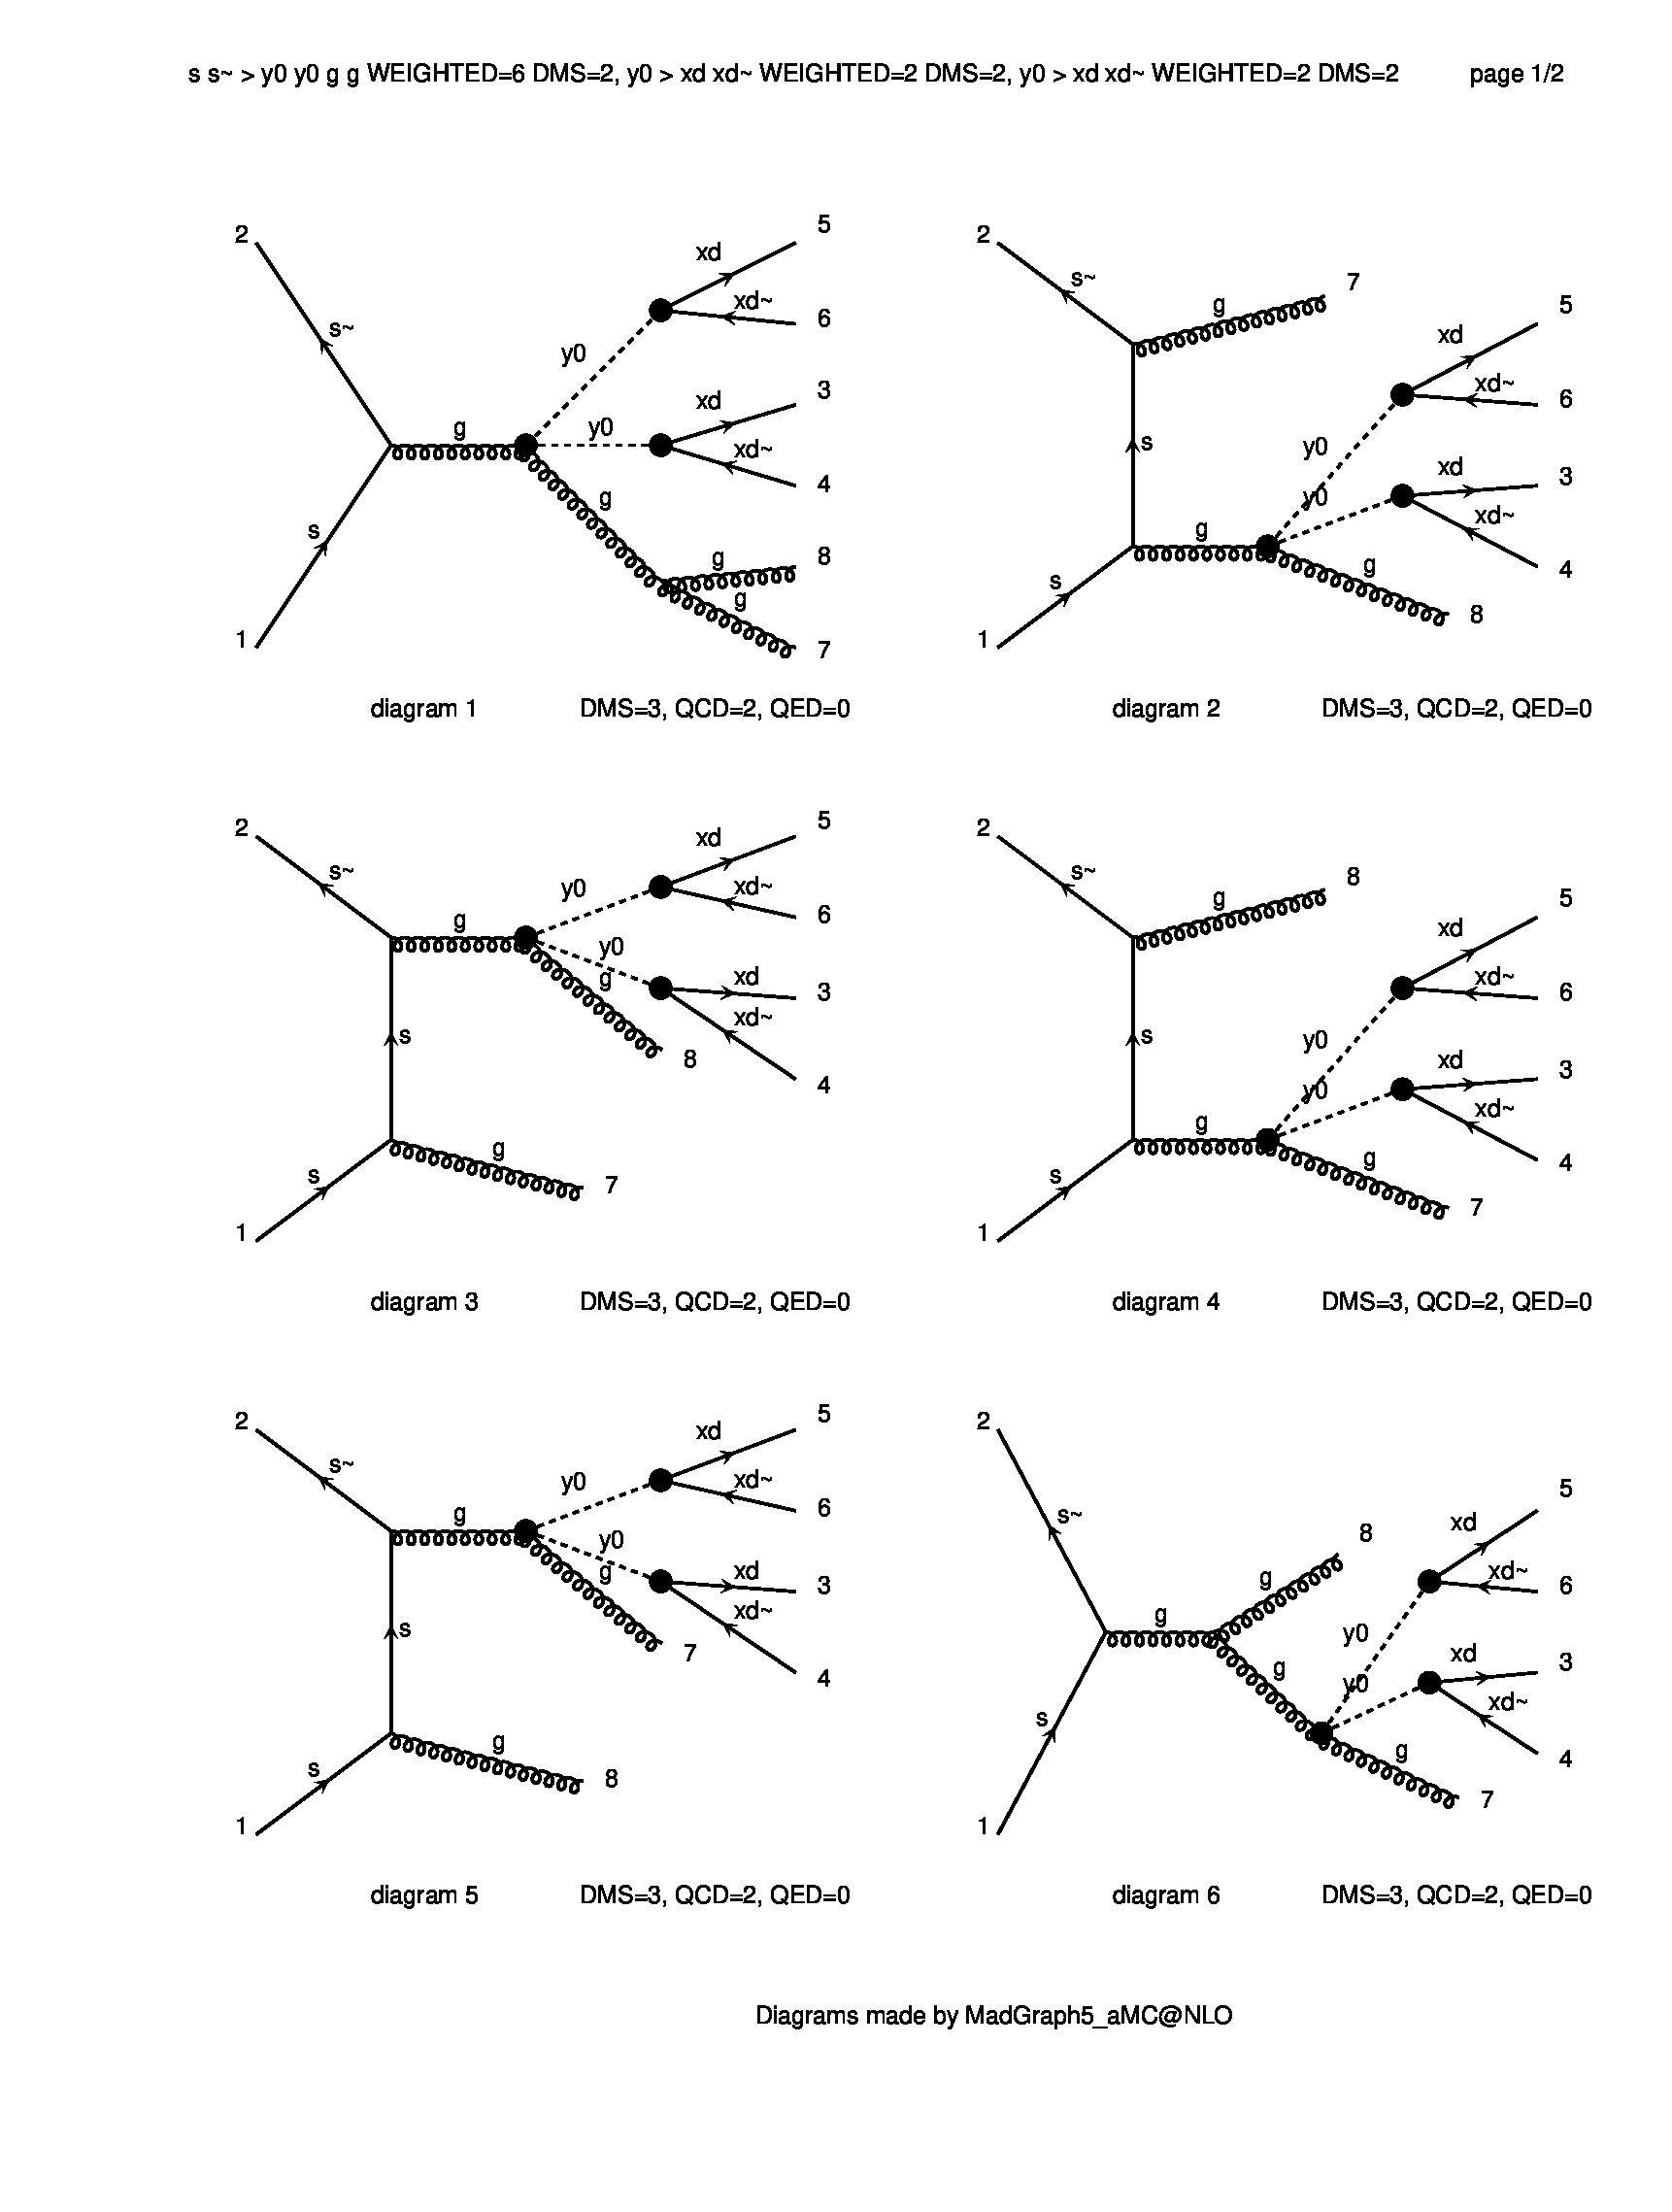 s s~ > y0 y0 g g WEIGHTED=6 DMS=2, y0 > xd xd~ WEIGHTED=2 DMS=2, y0 > xd xd~ WEIGHTED=2 DMS=2 page 1/2
2
s~
s
1
g
y0
y0
g
xd
5
xd~
6
xd
3
xd~
4
g
8
g
7
diagram 1 DMS=3, QCD=2, QED=0
2
s~
g
7
s
s
1
g
y0
y0
xd
5
xd~
6
xd
3
xd~
4
g
8
diagram 2 DMS=3, QCD=2, QED=0
2
s~
g
y0
y0
g
8
xd
5
xd~
6
xd
3
xd~
4
s
s
1
g
7
diagram 3 DMS=3, QCD=2, QED=0
2
s~
g
8
s
s
1
g
y0
y0
xd
5
xd~
6
xd
3
xd~
4
g
7
diagram 4 DMS=3, QCD=2, QED=0
2
s~
g
y0
y0
g
7
xd
5
xd~
6
xd
3
xd~
4
s
s
1
g
8
diagram 5 DMS=3, QCD=2, QED=0
2
s~
s
1
g
g
8
g
y0
y0
xd
5
xd~
6
xd
3
xd~
4
g
7
diagram 6 DMS=3, QCD=2, QED=0
Diagrams made by MadGraph5_aMC@NLO